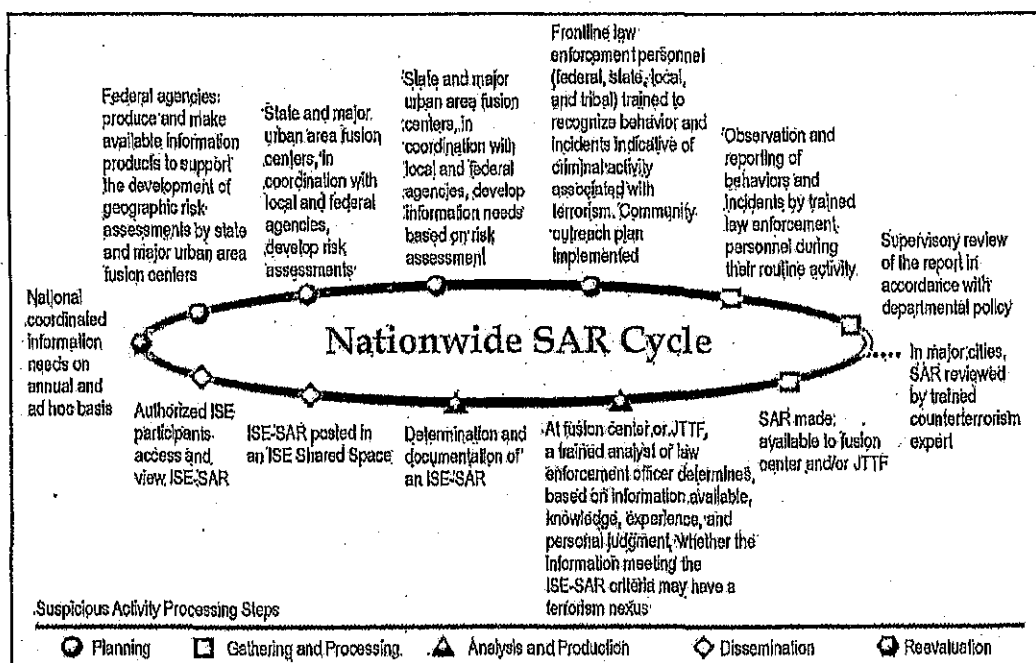 Federal agencies
produce and make
available information
products to support
the development of
geographic risk
assessments by state
and major urban area
fusion centers
State and major
urban area fusion
centers, in
coordination with
local and federal
agencies,
develop risk
assessments
State and major
urban area fusion
centers, in
coordination with
local and federal
agencies, develop
information needs
based on risk
assessment
Frontline law
enforcement personnel
(federal, state, local,
and tribal) trained to
recognize behavior and
incidents indicative of
criminal activity
associated with
terrorism. Community
outreach plan
implemented
Observation and
reporting of
behaviors and
incidents by trained
law enforcement
personnel during
their routine activity.
Supervisory review
of the report in
accordance with
departmental policy
National
coordinated
information
needs on
annual and
ad hoc basis
Nationwide SAR Cycle
In major cities,
SAR reviewed
by trained
counterterrorism
expert
Authorized ISE
participants
access and
view ISE-SAR
ISE-SAR posted in
an ISE Shared Space
Determination and
documentation of
an ISE-SAR
At fusion center or JTTF,
a trained analyst or law
enforcement officer determines,
based on information available,
knowledge, experience, and
personal judgment, whether the
information meeting the
ISE-SAR criteria may have a
terrorism nexus
SAR made
available to fusion
center and/or JTTF
Suspicious Activity Processing Steps
Planning
Gathering and Processing
Analysis and Production
Dissemination
Reevaluation